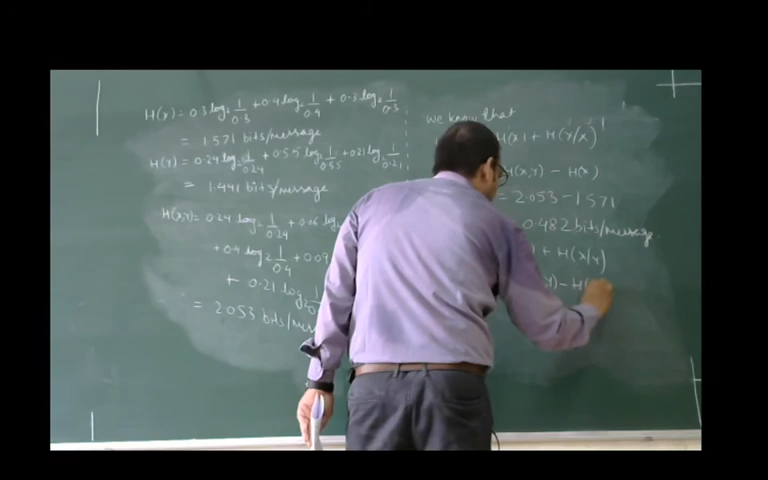 H(x) = 0.3 log₂ 1/0.3 + 0.4 log₂ 1/0.4 + 0.3 log₂ 1/0.3
= 1.571 bits/message
H(Y) = 0.24 log₂ 1/0.24 + 0.55 log₂ 1/0.55 + 0.21 log₂ 1/0.21
= 1.441 bits/message
H(X,Y) = 0.24 log₂ 1/0.24 + 0.06 log
+ 0.4 log₂ 1/0.4 + 0.09
+ 0.21 log₂ 1
= 2.053 bits/mess
we know that
H(X) + H(Y/X)
H(X,Y) - H(X)
= 2.053 - 1.571
0.482 bits/message
) + H(X/Y)
Y) - H(